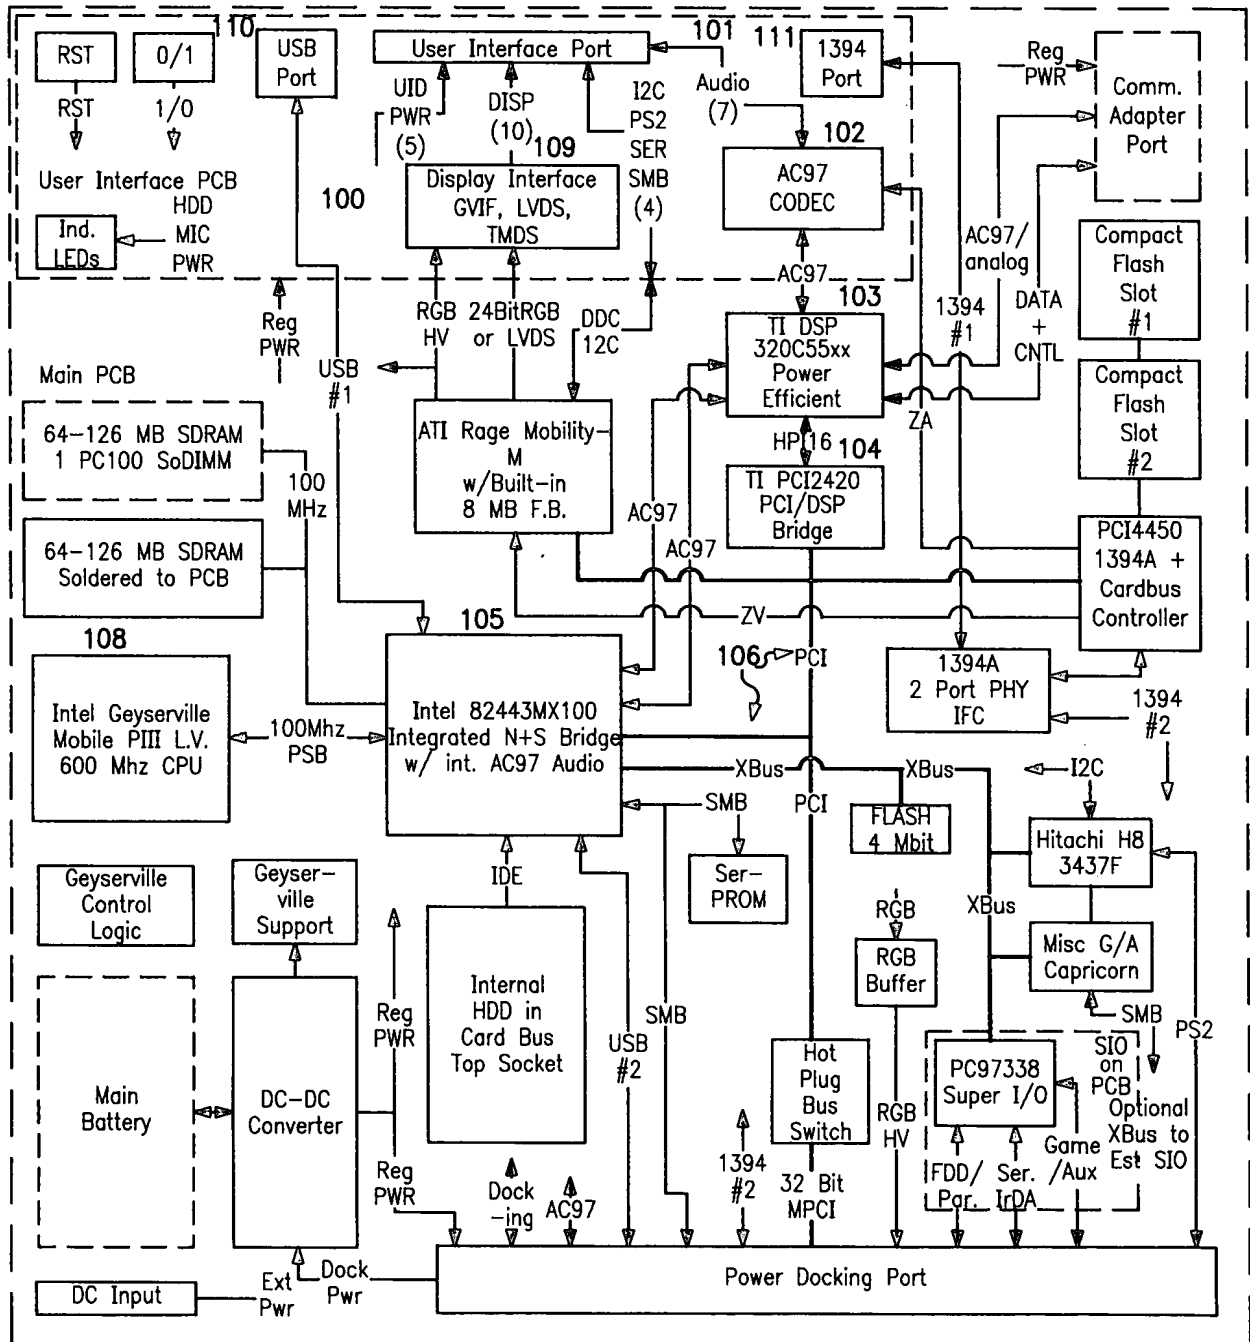 110
101
111
RST
0/1
USB
Port
User Interface Port
1394
Port
Reg
PWR
Comm.
Adapter
Port
RST
1/0
UID
PWR
(5)
DISP
(10)
I2C
PS2
SER
SMB
(4)
Audio
(7)
109
102
User Interface PCB
HDD
MIC
PWR
Ind.
LEDs
100
Display Interface
GVIF, LVDS,
TMDS
AC97
CODEC
AC97
AC97/
analog
Compact
Flash
Slot
#1
103
Reg
PWR
RGB
HV
24BitRGB
or LVDS
DDC
12C
TI DSP
320C55xx
Power
Efficient
1394
#1
DATA
+
CNTL
Main PCB
USB
#1
Compact
Flash
Slot
#2
ZA
64-126 MB SDRAM
1 PC100 SoDIMM
ATI Rage Mobility-
M
w/Built-in
8 MB F.B.
HPI16
104
TI PCI2420
PCI/DSP
Bridge
100
MHz
AC97
AC97
64-126 MB SDRAM
Soldered to PCB
PCI4450
1394A +
Cardbus
Controller
ZV
108
105
106
PCI
1394A
2 Port PHY
IFC
Intel Geyserville
Mobile PIII L.V.
600 Mhz CPU
100Mhz
PSB
Intel 82443MX100
Integrated N+S Bridge
w/ int. AC97 Audio
1394
#2
XBus
XBus
I2C
SMB
PCI
FLASH
4 Mbit
Hitachi H8
3437F
Geyserville
Control
Logic
Geyser-
ville
Support
IDE
Ser-
PROM
RGB
XBus
RGB
Buffer
Misc G/A
Capricorn
Main
Battery
DC-DC
Converter
Reg
PWR
Internal
HDD in
Card Bus
Top Socket
USB
#2
SMB
SMB
PS2
Hot
Plug
Bus
Switch
PC97338
Super I/O
SIO
on
PCB
Optional
XBus to
Est SIO
RGB
HV
Reg
PWR
Dock
-ing
AC97
1394
#2
32 Bit
MPCI
FDD/
Par.
Ser.
IrDA
Game
/Aux
DC Input
Ext
Pwr
Dock
Pwr
Power Docking Port